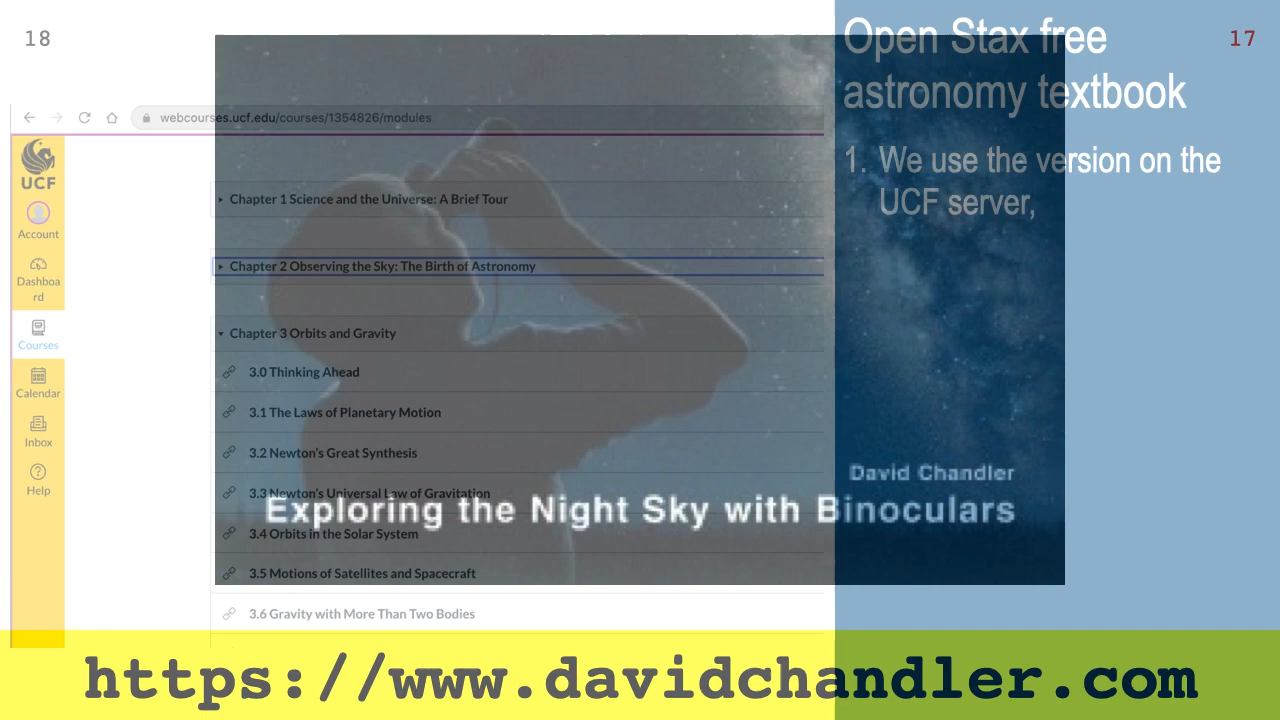 18
Open Stax free
17
astronomy textbook
webcourses.ucf.edu/courses/1354826/modules
1. We use the version on the
UCF server,
UCF
Account
Dashboa
rd
Courses
Calendar
Inbox
Help
Chapter 1 Science and the Universe: A Brief Tour
Chapter 2 Observing the Sky: The Birth of Astronomy
Chapter 3 Orbits and Gravity
3.0 Thinking Ahead
3.1 The Laws of Planetary Motion
3.2 Newton's Great Synthesis
3.3 Newton's Universal Law of Gravitation
3.4 Orbits in the Solar System
3.5 Motions of Satellites and Spacecraft
3.6 Gravity with More Than Two Bodies
David Chandler
Exploring the Night Sky with Binoculars
https://www.davidchandler.com